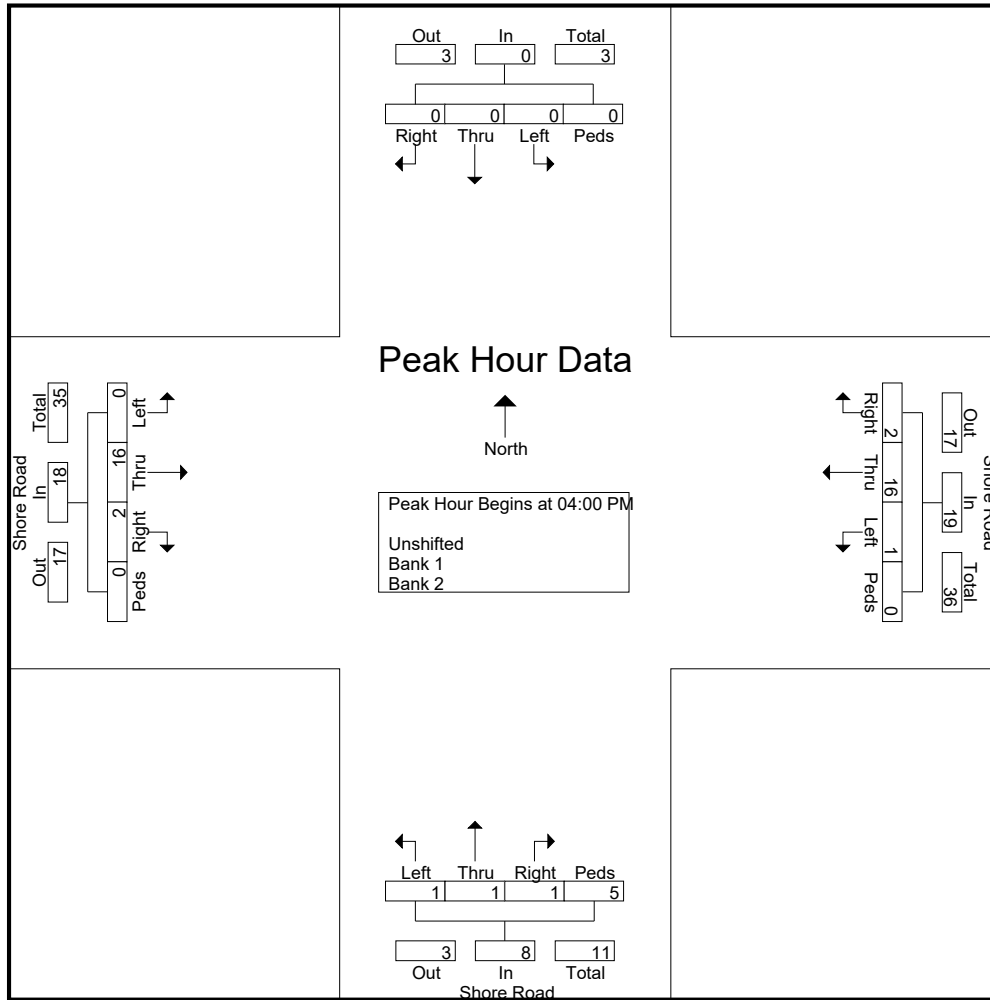 Out In Total
3 0 3
0 0 0 0
Right Thru Left Peds
Peak Hour Data
North
Peak Hour Begins at 04:00 PM
Unshifted
Bank 1
Bank 2
Shore Road
Out In Total
17 18 35
0 2 16 0
Peds Right Thru Left
Shore Road
Out In Total
17 19 36
2 16 1 0
Right Thru Left Peds
Left Thru Right Peds
1 1 1 5
3 8 11
Out In Total
Shore Road